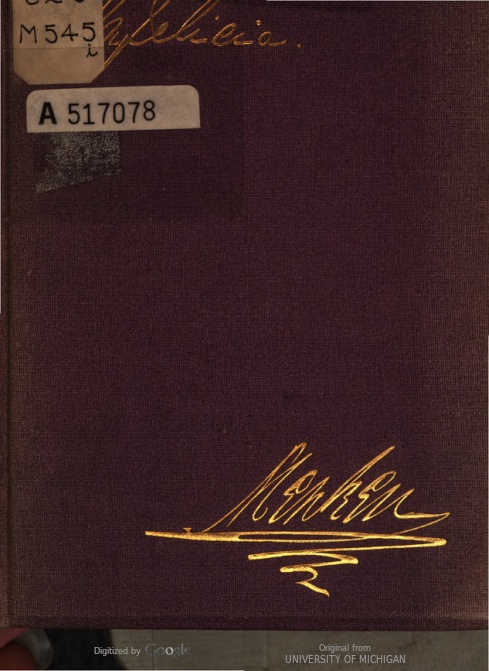 M545
i
A 517078
Menken
Digitized by Google
Original from
UNIVERSITY OF MICHIGAN